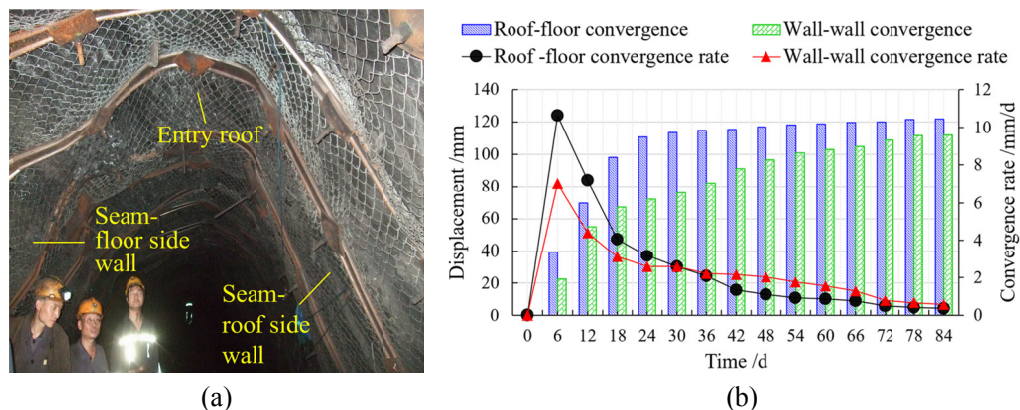 Entry roof
Seam-
floor side
wall
Seam-
roof side
wall
(a)
Roof-floor convergence
Wall-wall convergence
Roof -floor convergence rate
Wall-wall convergence rate
Displacement /mm
140
120
100
80
60
40
20
0
12
10
8
6
4
2
0
Convergence rate /mm/d
0 6 12 18 24 30 36 42 48 54 60 66 72 78 84
Time /d
(b)